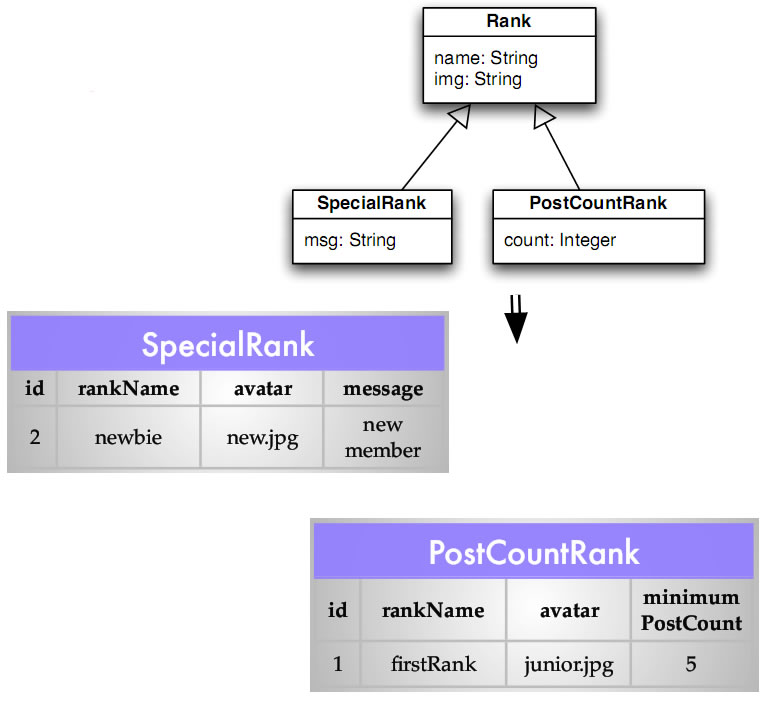 Rank
name: String
img: String
SpecialRank
msg: String
PostCountRank
count: Integer
SpecialRank
id rankName avatar message
2 newbie new.jpg new
member
PostCountRank
id rankName avatar minimum
PostCount
1 firstRank junior.jpg 5